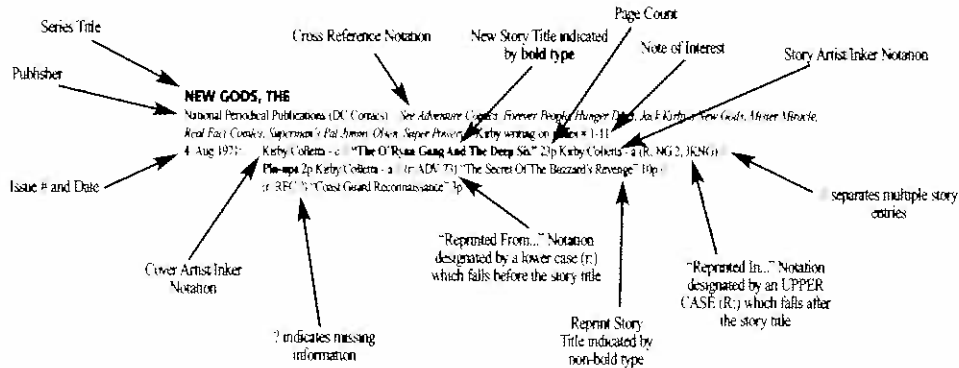 Page Count
Series Title
Cross Reference Notation
New Story Title indicated
by bold type
Note of Interest
Story Artist Inker Notation
Publisher
NEW GODS, THE
National Periodical Publications (DC Comics) See Adventure Comics, Forever People, Hunger Dogs, Jack Kirby's New Gods, Mister Miracle,
Real Fact Comics, Superman's Pal Jimmy Olsen, Super Powers Kirby writing on 1-11
4 Aug 1971: Kirby/Colletta - c "The O'Ryan Gang And The Deep Six" 23p Kirby/Colletta - a (R: NG 2, JKNG)
Pin-ups 2p Kirby/Colletta - a (r: ADV 73) "The Secret Of The Buzzard's Revenge" 10p
(r: RFC ?) "Coast Guard Reconnaissance" 3p
Issue # and Date
separates multiple story
entries
Cover Artist Inker
Notation
"Reprinted From..." Notation
designated by a lower case (r:)
which falls before the story title
"Reprinted In..." Notation
designated by an UPPER
CASE (R:) which falls after
the story title
? indicates missing
information
Reprint Story
Title indicated by
non-bold type